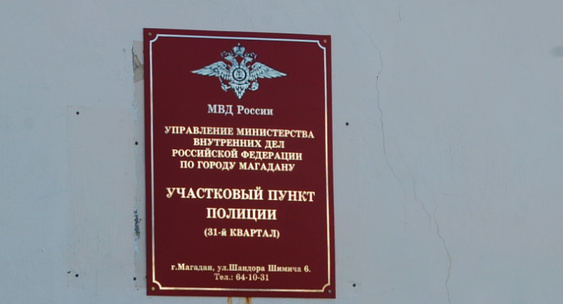 МВД России
УПРАВЛЕНИЕ МИНИСТЕРСТВА
ВНУТРЕННИХ ДЕЛ
РОССИЙСКОЙ ФЕДЕРАЦИИ
ПО ГОРОДУ МАГАДАНУ
УЧАСТКОВЫЙ ПУНКТ
ПОЛИЦИИ
(31-й КВАРТАЛ)
г.Магадан, ул.Шандора Шимича 6.
Тел.: 64-10-31